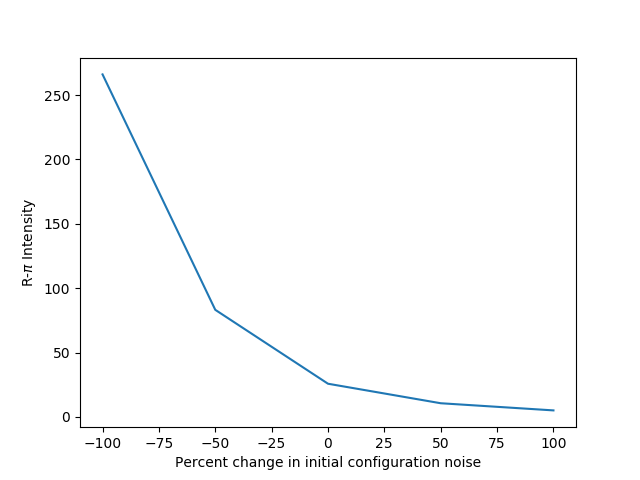 250
200
150
100
50
0
R-π Intensity
−100 −75 −50 −25 0 25 50 75 100
Percent change in initial configuration noise